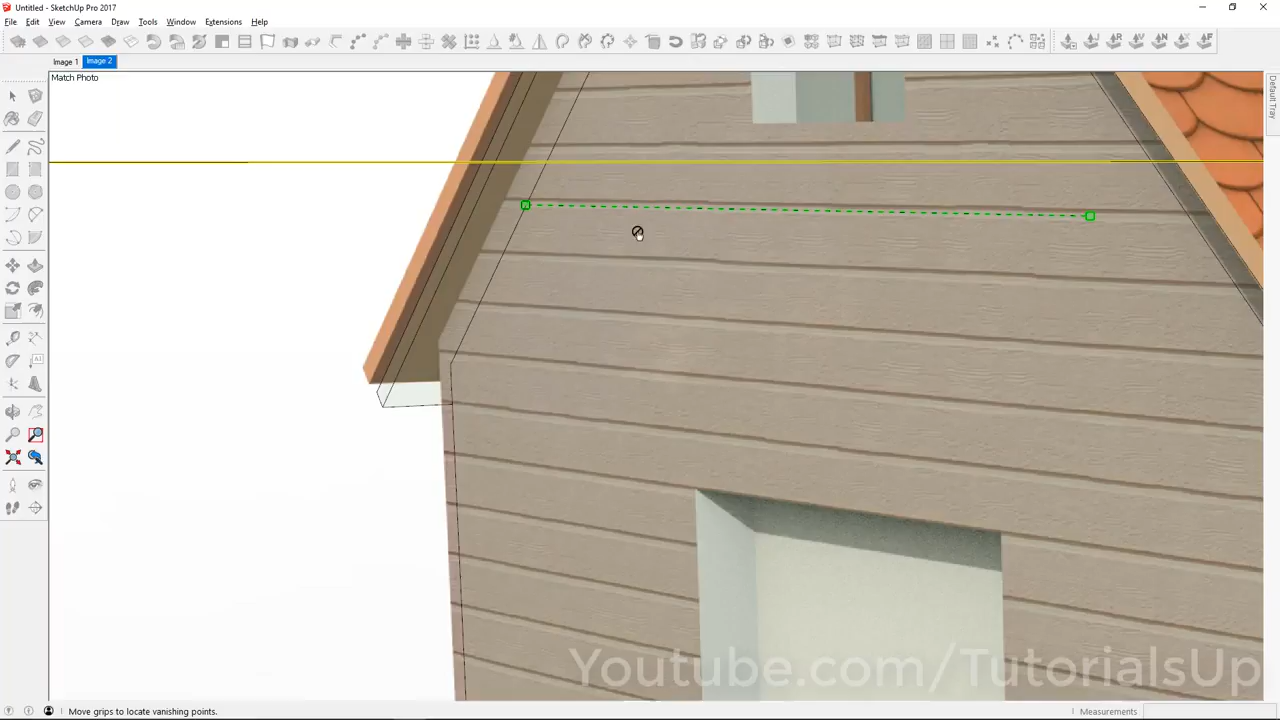 Untitled - SketchUp Pro 2017
File Edit View Camera Draw Tools Window Extensions Help
Image 1 Image 2
Match Photo
Default Tray
Youtube.com/TutorialsUp
Move grips to locate vanishing points.
Measurements